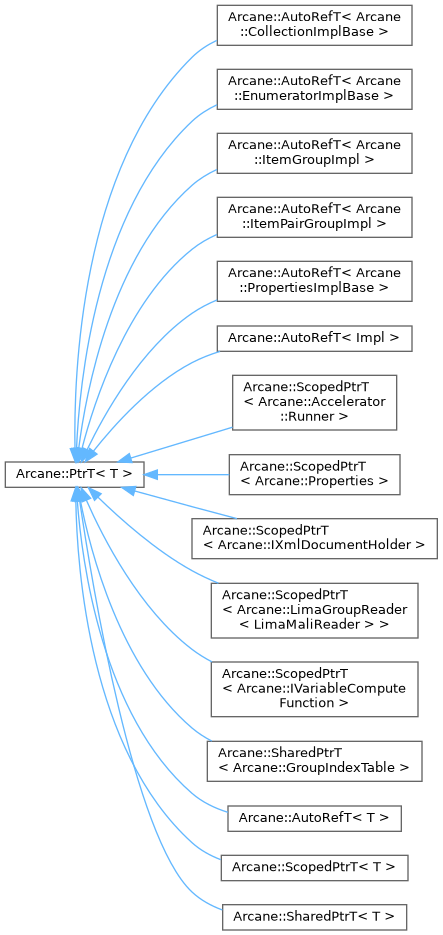 Arcane::AutoRefT< Arcane
::CollectionImplBase >
Arcane::AutoRefT< Arcane
::EnumeratorImplBase >
Arcane::AutoRefT< Arcane
::ItemGroupImpl >
Arcane::AutoRefT< Arcane
::ItemPairGroupImpl >
Arcane::AutoRefT< Arcane
::PropertiesImplBase >
Arcane::AutoRefT< Impl >
Arcane::ScopedPtrT
< Arcane::Accelerator
::Runner >
Arcane::PtrT< T >
Arcane::ScopedPtrT
< Arcane::Properties >
Arcane::ScopedPtrT
< Arcane::IXmlDocumentHolder >
Arcane::ScopedPtrT
< Arcane::LimaGroupReader
< LimaMaliReader > >
Arcane::ScopedPtrT
< Arcane::IVariableCompute
Function >
Arcane::SharedPtrT
< Arcane::GroupIndexTable >
Arcane::AutoRefT< T >
Arcane::ScopedPtrT< T >
Arcane::SharedPtrT< T >